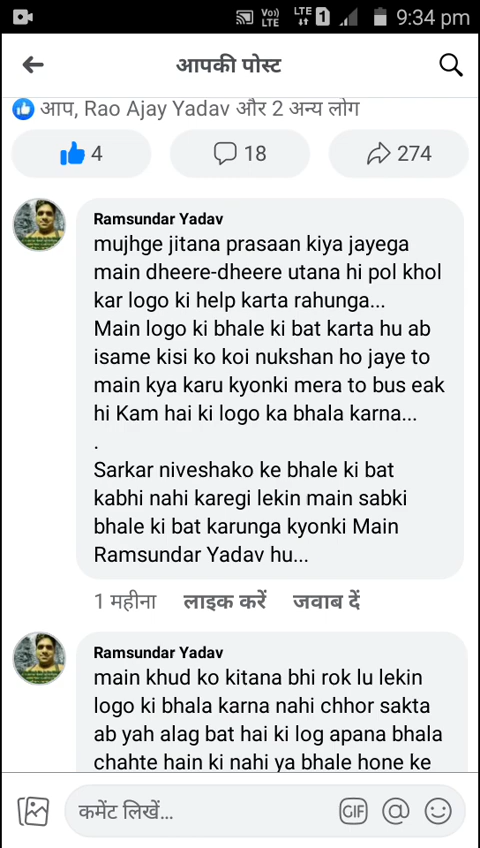 Vo))
LTE
LTE
1
9:34 pm
आपकी पोस्ट
आप, Rao Ajay Yadav और 2 अन्य लोग
4
18
274
Ramsundar Yadav
mujhge jitana prasaan kiya jayega
main dheere-dheere utana hi pol khol
kar logo ki help karta rahunga...
Main logo ki bhale ki bat karta hu ab
isame kisi ko koi nukshan ho jaye to
main kya karu kyonki mera to bus eak
hi Kam hai ki logo ka bhala karna...
.
Sarkar niveshako ke bhale ki bat
kabhi nahi karegi lekin main sabki
bhale ki bat karunga kyonki Main
Ramsundar Yadav hu...
1 महीना लाइक करें जवाब दें
Ramsundar Yadav
main khud ko kitana bhi rok lu lekin
logo ki bhala karna nahi chhor sakta
ab yah alag bat hai ki log apana bhala
chahte hain ki nahi ya bhale hone ke
कमेंट लिखें...
GIF
@